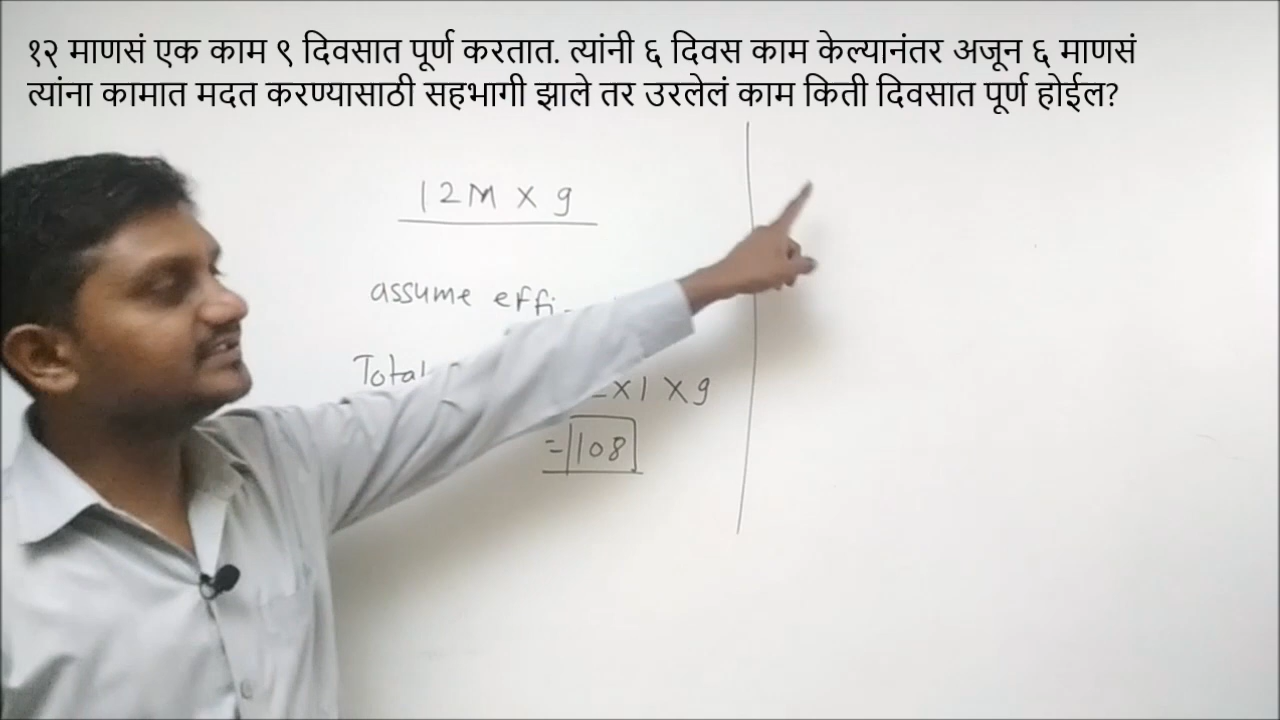 १२ माणसं एक काम ९ दिवसात पूर्ण करतात. त्यांनी ६ दिवस काम केल्यानंतर अजून ६ माणसं
त्यांना कामात मदत करण्यासाठी सहभागी झाले तर उरलेलं काम किती दिवसात पूर्ण होईल?
12M X 9
assume effi
Total
X1 X9
=108